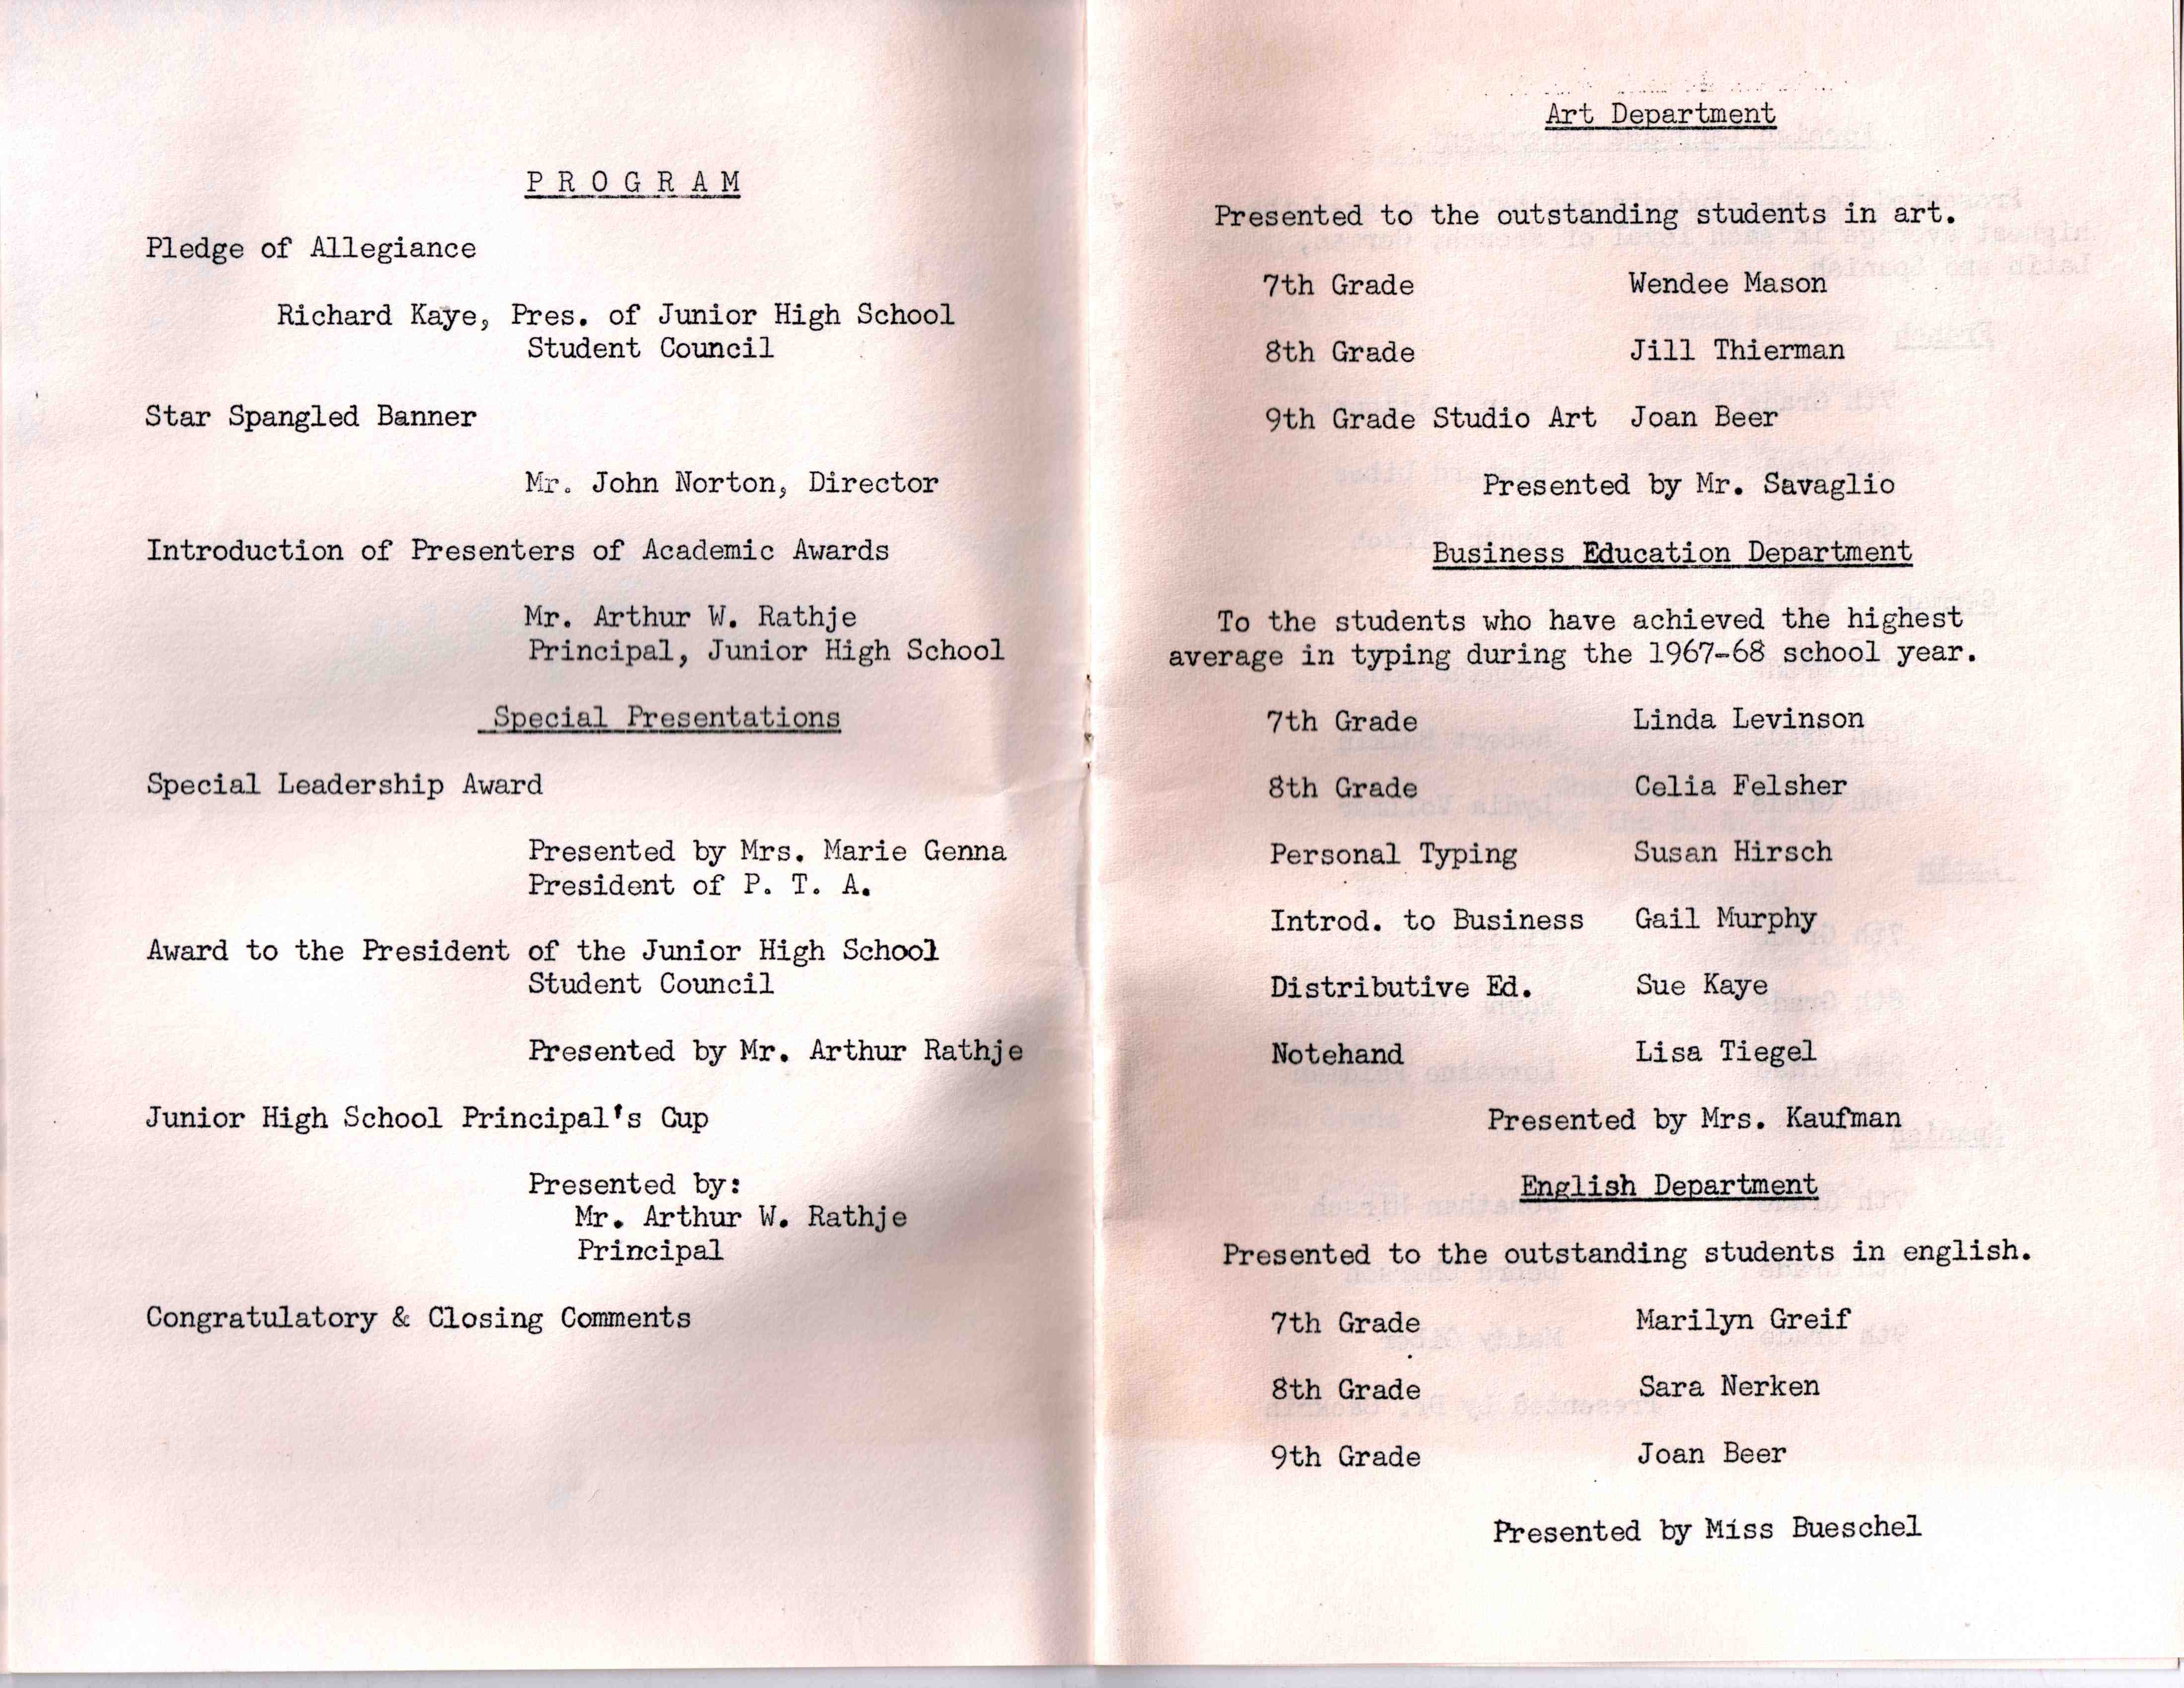 PROGRAM
Pledge of Allegiance
Richard Kaye, Pres. of Junior High School
Student Council
Star Spangled Banner
Mr. John Norton, Director
Introduction of Presenters of Academic Awards
Mr. Arthur W. Rathje
Principal, Junior High School
Special Presentations
Special Leadership Award
Presented by Mrs. Marie Genna
President of P. T. A.
Award to the President of the Junior High School
Student Council
Presented by Mr. Arthur Rathje
Junior High School Principal's Cup
Presented by:
Mr. Arthur W. Rathje
Principal
Congratulatory & Closing Comments
Art Department
Presented to the outstanding students in art.
7th Grade Wendee Mason
8th Grade Jill Thierman
9th Grade Studio Art Joan Beer
Presented by Mr. Savaglio
Business Education Department
To the students who have achieved the highest
average in typing during the 1967-68 school year.
7th Grade Linda Levinson
8th Grade Celia Felsher
Personal Typing Susan Hirsch
Introd. to Business Gail Murphy
Distributive Ed. Sue Kaye
Notehand Lisa Tiegel
Presented by Mrs. Kaufman
English Department
Presented to the outstanding students in english.
7th Grade Marilyn Greif
8th Grade Sara Nerken
9th Grade Joan Beer
Presented by Miss Bueschel